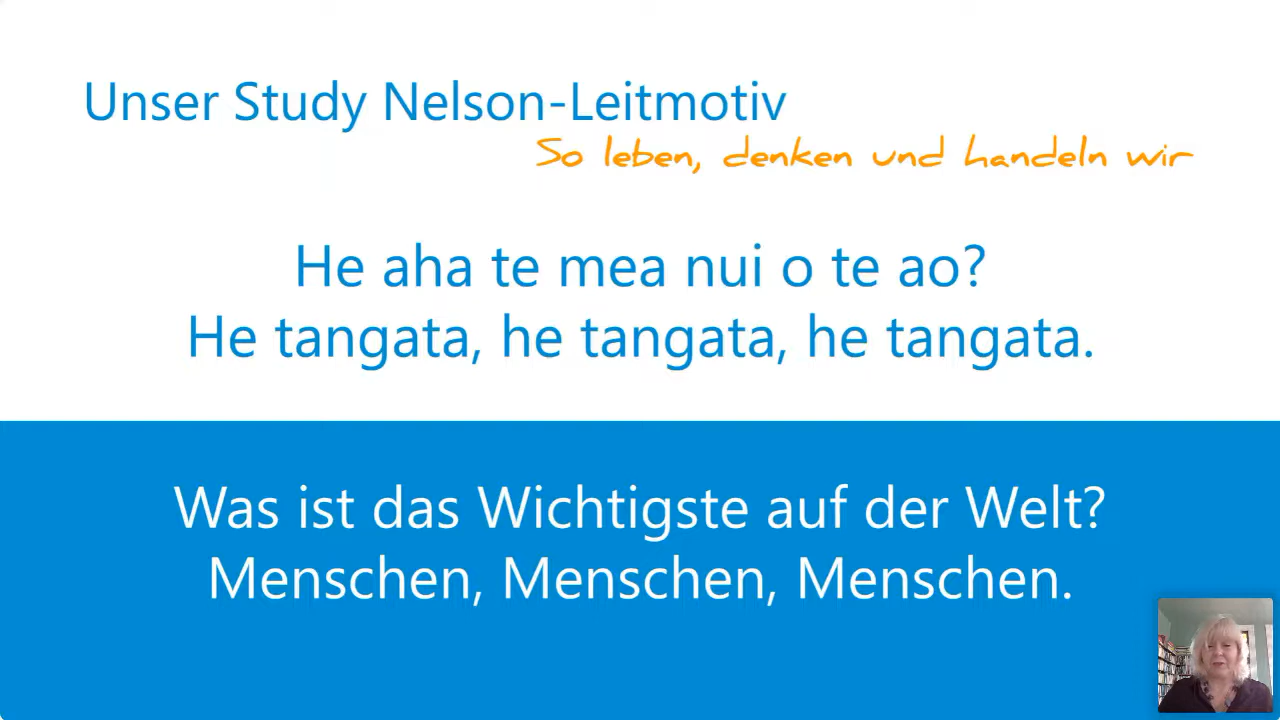 Unser Study Nelson-Leitmotiv
So leben, denken und handeln wir
He aha te mea nui o te ao?
He tangata, he tangata, he tangata.
Was ist das Wichtigste auf der Welt?
Menschen, Menschen, Menschen.